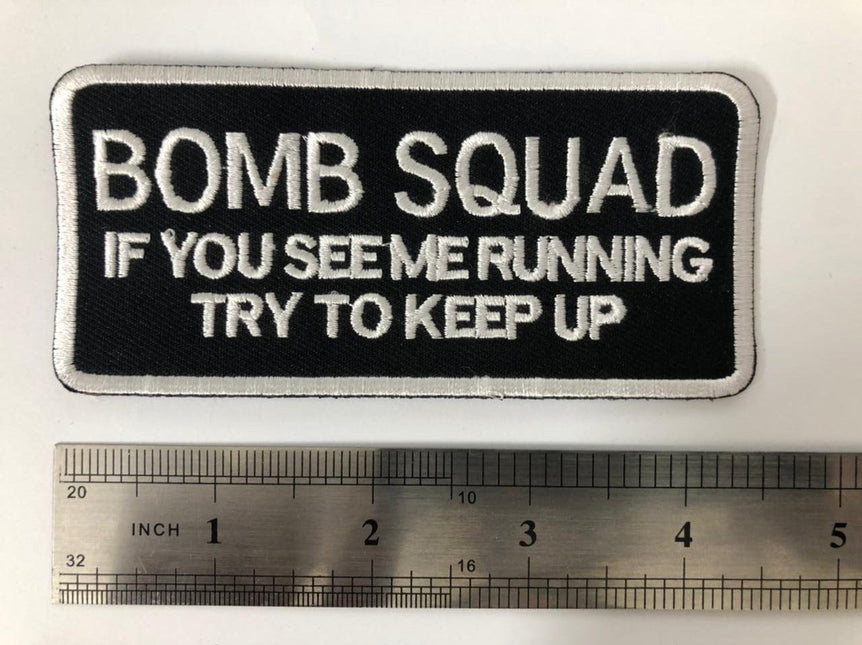 BOMB SQUAD
IF YOU SEE ME RUNNING
TRY TO KEEP UP
20 10
INCH 1 2 3 4 5
32 16